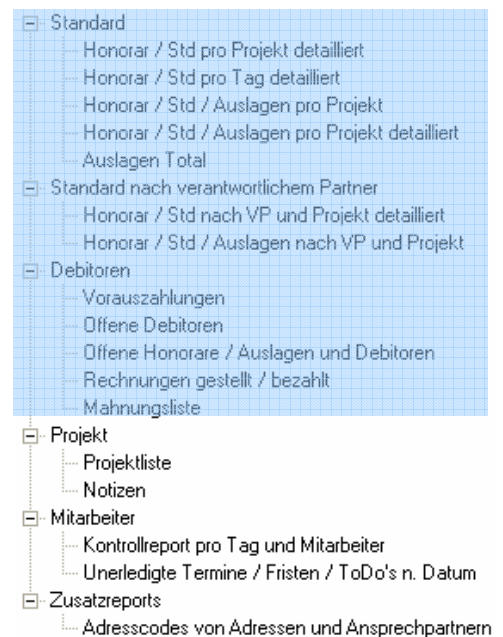 Standard
Honorar / Std pro Projekt detailliert
Honorar / Std pro Tag detailliert
Honorar / Std / Auslagen pro Projekt
Honorar / Std / Auslagen pro Projekt detailliert
Auslagen Total
Standard nach verantwortlichem Partner
Honorar / Std nach VP und Projekt detailliert
Honorar / Std / Auslagen nach VP und Projekt
Debitoren
Vorauszahlungen
Offene Debitoren
Offene Honorare / Auslagen und Debitoren
Rechnungen gestellt / bezahlt
Mahnungsliste
Projekt
Projektliste
Notizen
Mitarbeiter
Kontrollreport pro Tag und Mitarbeiter
Unerledigte Termine / Fristen / ToDo's n. Datum
Zusatzreports
Adresscodes von Adressen und Ansprechpartnern